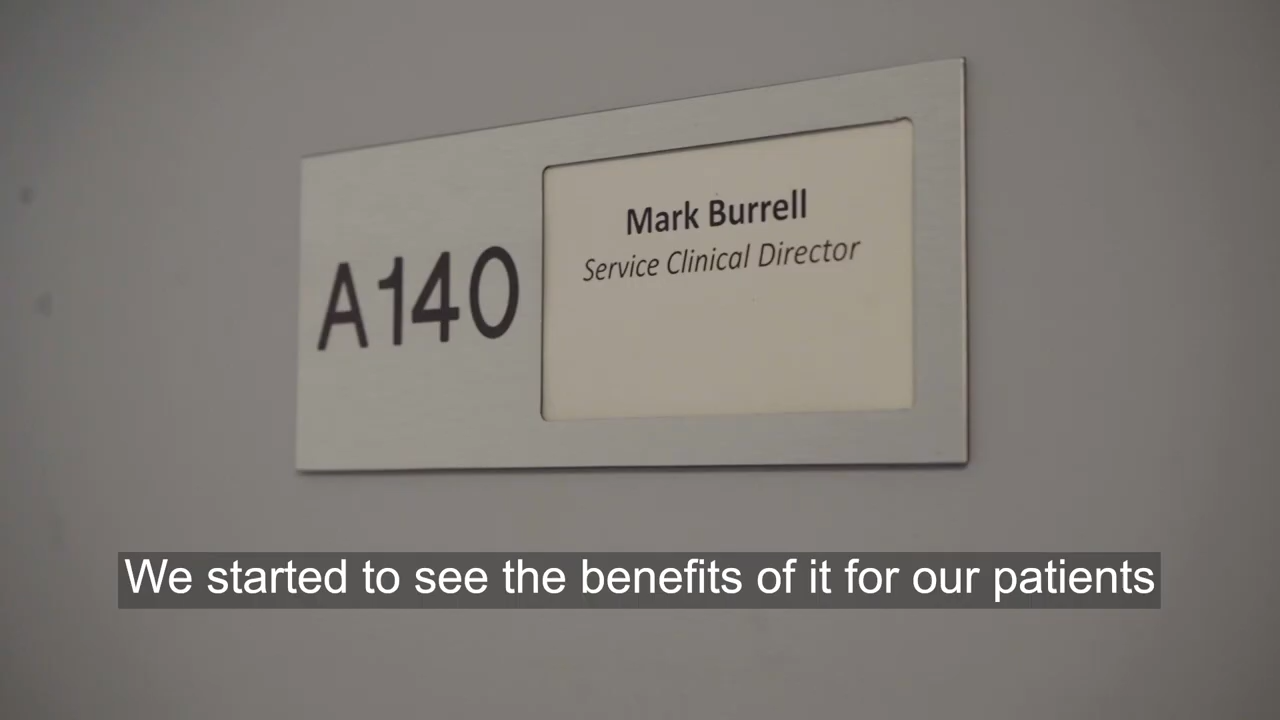 A140
Mark Burrell
Service Clinical Director
We started to see the benefits of it for our patients